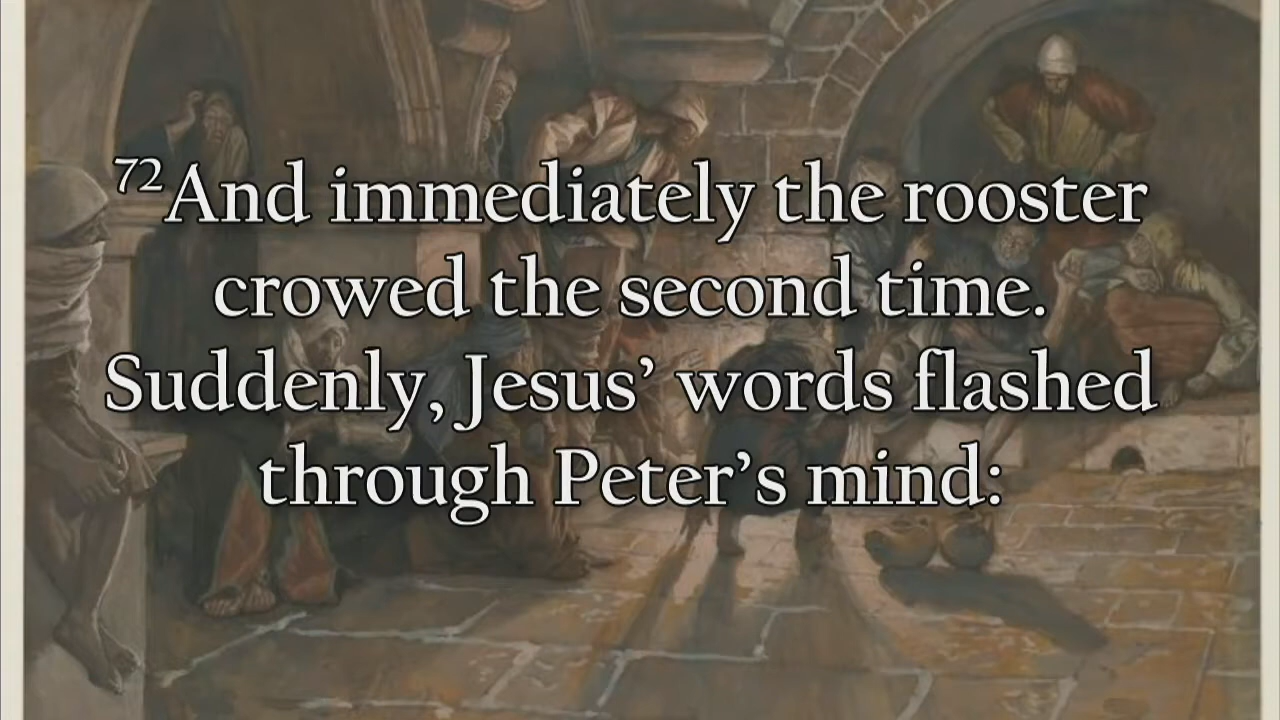 ⁷²And immediately the rooster
crowed the second time.
Suddenly, Jesus’ words flashed
through Peter’s mind: